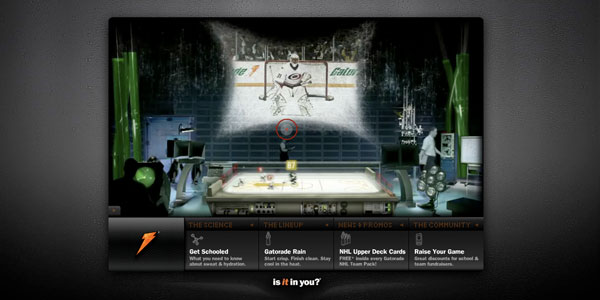 THE SCIENCE
THE LINEUP
NEWS & PROMOS
THE COMMUNITY
Get Schooled
What you need to know
about sweat & hydration.
Gatorade Rain
Start crisp. Finish clean. Stay
cool in the heat.
NHL Upper Deck Cards
FREE* inside every Gatorade
NHL Team Pack!
Raise Your Game
Great discounts for school &
team fundraisers.
is it in you?